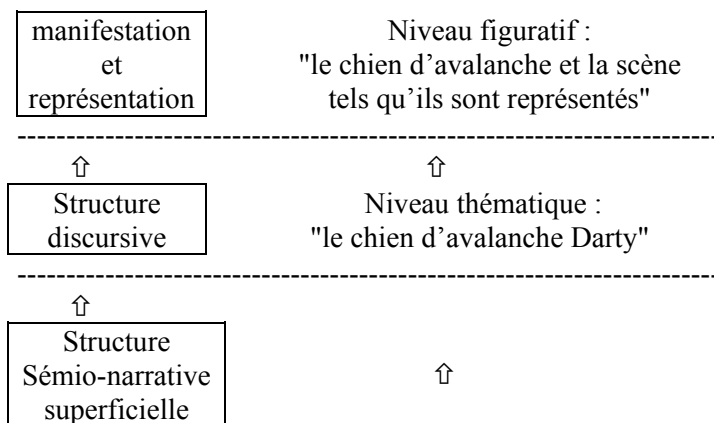 manifestation
et
représentation
Niveau figuratif :
"le chien d’avalanche et la scène
tels qu’ils sont représentés"
-----------------------------------------------------------------------
⇧ ⇧
Structure
discursive
Niveau thématique :
"le chien d’avalanche Darty"
-----------------------------------------------------------------------
⇧
Structure
Sémio-narrative
superficielle
⇧